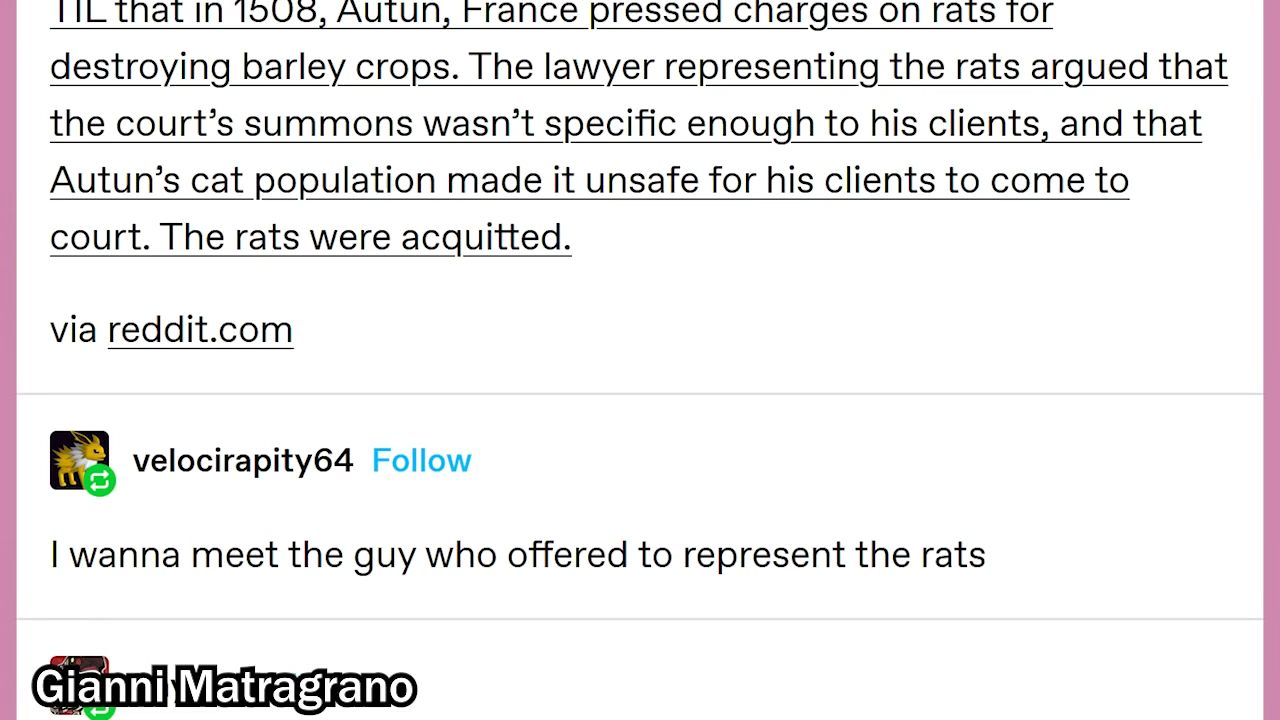 TIL that in 1508, Autun, France pressed charges on rats for
destroying barley crops. The lawyer representing the rats argued that
the court’s summons wasn’t specific enough to his clients, and that
Autun’s cat population made it unsafe for his clients to come to
court. The rats were acquitted.
via reddit.com
velocirapity64 Follow
I wanna meet the guy who offered to represent the rats
Gianni Matragrano